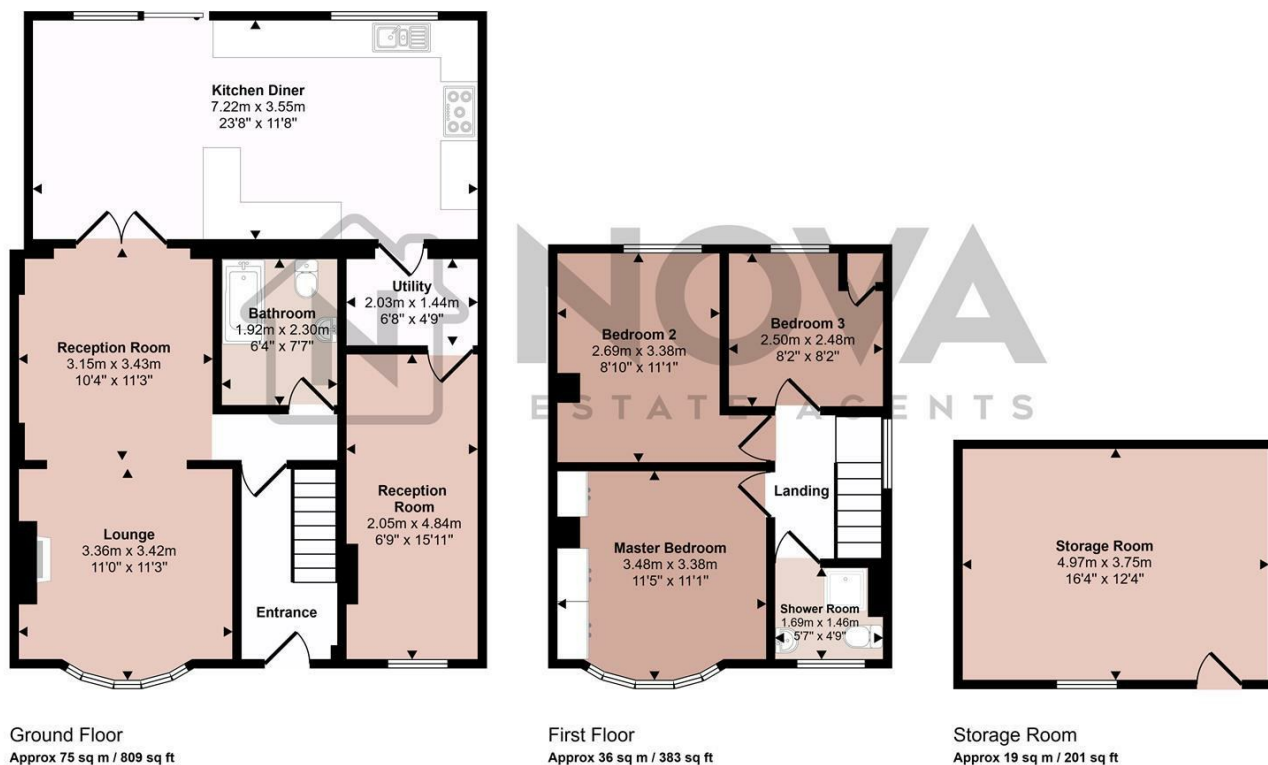 Kitchen Diner
7.22m x 3.55m
23'8" x 11'8"
Reception Room
3.15m x 3.43m
10'4" x 11'3"
Bathroom
1.92m x 2.30m
6'4" x 7'7"
Utility
2.03m x 1.44m
6'8" x 4'9"
Reception
Room
2.05m x 4.84m
6'9" x 15'11"
Lounge
3.36m x 3.42m
11'0" x 11'3"
Entrance
Ground Floor
Approx 75 sq m / 809 sq ft
NOVA
ESTATE AGENTS
Bedroom 2
2.69m x 3.38m
8'10" x 11'1"
Bedroom 3
2.50m x 2.48m
8'2" x 8'2"
Landing
Master Bedroom
3.48m x 3.38m
11'5" x 11'1"
Shower Room
1.69m x 1.46m
5'7" x 4'9"
First Floor
Approx 36 sq m / 383 sq ft
Storage Room
4.97m x 3.75m
16'4" x 12'4"
Storage Room
Approx 19 sq m / 201 sq ft